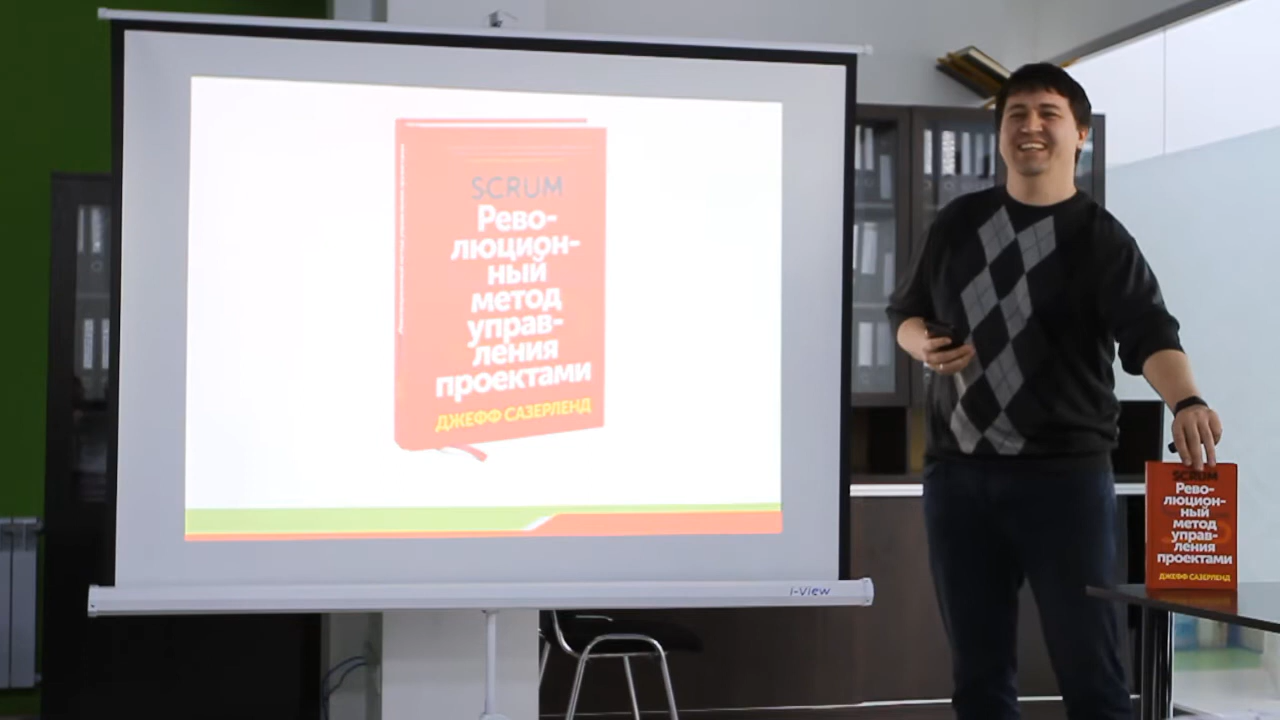 SCRUM
Рево-
люцион-
ный
метод
управ-
ления
проектами
ДЖЕФФ САЗЕРЛЕНД
i-View
SCRUM
Рево-
люцион-
ный
метод
управ-
ления
проектами
ДЖЕФФ САЗЕРЛЕНД